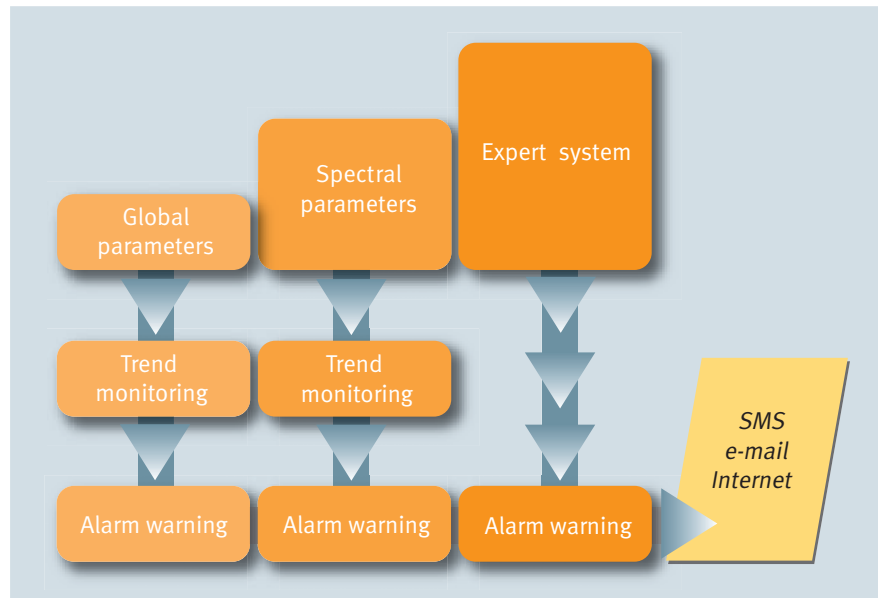 Global
parameters
Spectral
parameters
Expert system
Trend
monitoring
Trend
monitoring
Alarm warning
Alarm warning
Alarm warning
SMS
e-mail
Internet